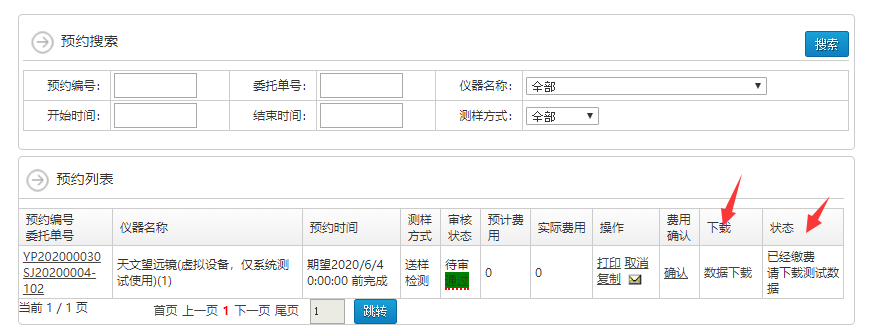 预约搜索
搜索
预约编号： 委托单号： 仪器名称： 全部
开始时间： 结束时间： 测样方式： 全部
预约列表
预约编号
委托单号
仪器名称
预约时间
测样
方式
审核
状态
预计费
用
实际费用
操作
费用
确认
下载
状态
YP202000030
SJ20200004-
102
天文望远镜(虚拟设备，仅系统测
试使用)(1)
期望2020/6/4
0:00:00 前完成
送样
检测
待审
0
0
打印 取消
复制
确认
数据下载
已经缴费
请下载测试数
据
当前 1 / 1 页
首页 上一页 1 下一页 尾页 1 跳转